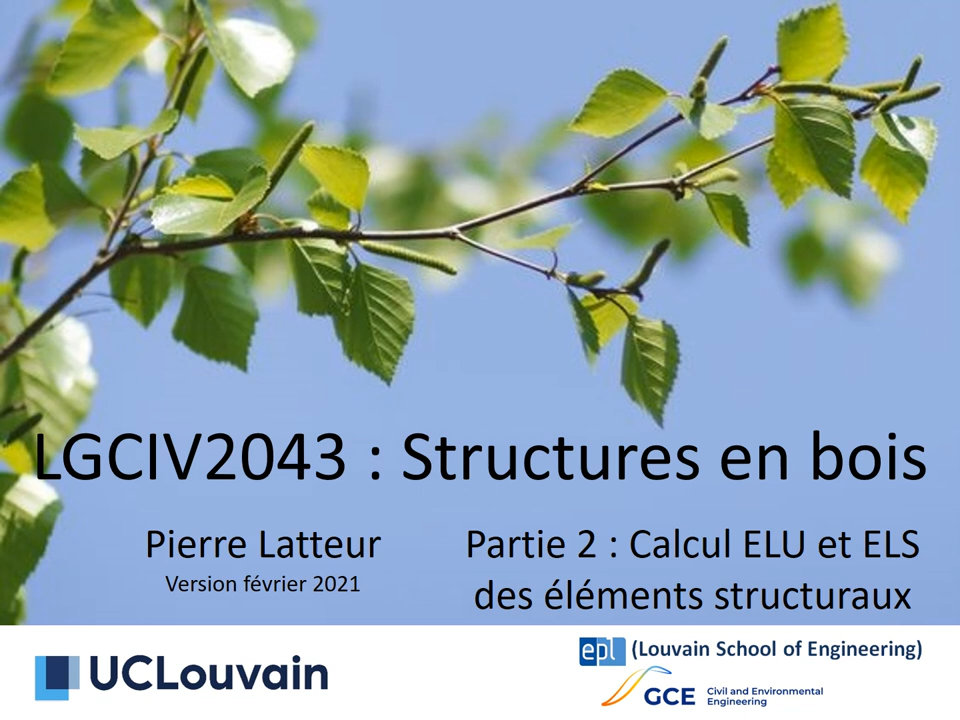 LGCIV2043 : Structures en bois
Pierre Latteur
Version février 2021
Partie 2 : Calcul ELU et ELS
des éléments structuraux
UCLouvain
epl (Louvain School of Engineering)
GCE Civil and Environmental
Engineering